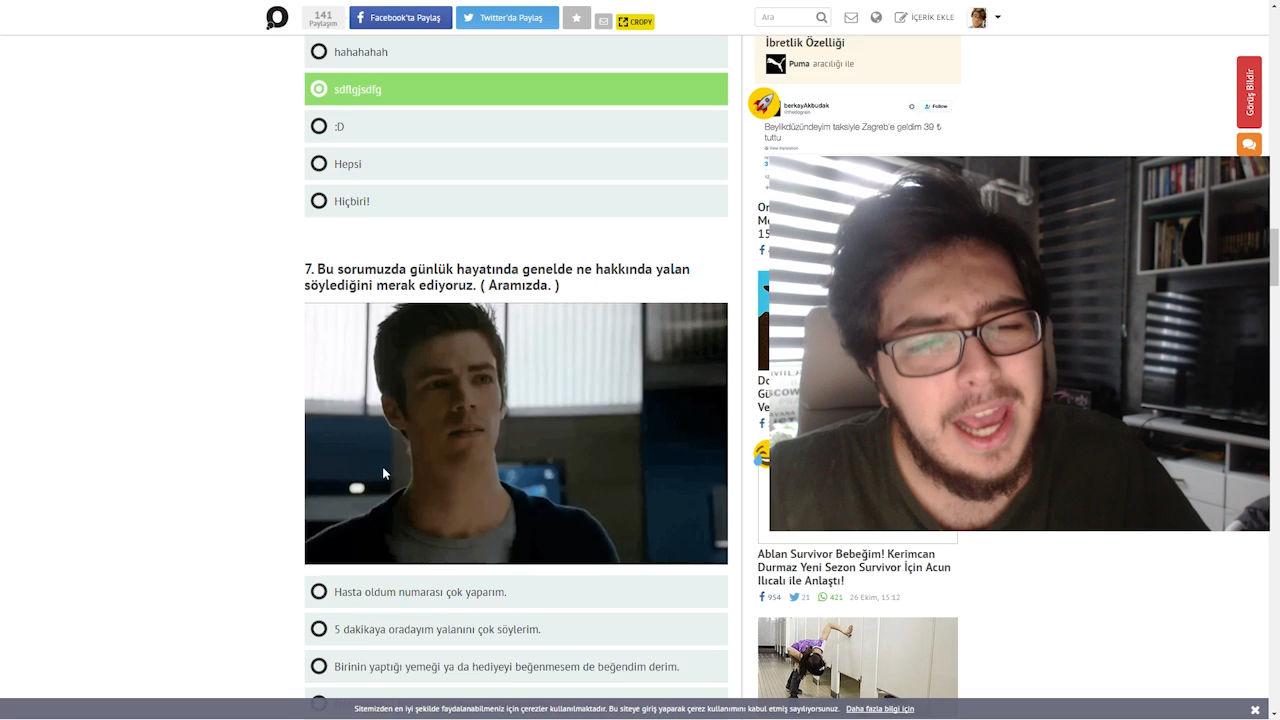 141
Paylaşım
Facebook'ta Paylaş
Twitter'da Paylaş
CROPY
Ara
İÇERİK EKLE
hahahahah
sdflgjsdfg
:D
Hepsi
Hiçbiri!
7. Bu sorumuzda günlük hayatında genelde ne hakkında yalan
söylediğini merak ediyoruz. ( Aramızda. )
Hasta oldum numarası çok yaparım.
5 dakikaya oradayım yalanını çok söylerim.
Birinin yaptığı yemeği ya da hediyeyi beğenmesem de beğendim derim.
İbretlik Özelliği
Puma aracılığı ile
berkayAkbudak
Follow
Beylikdüzündeyim taksiyle Zagreb'e geldim 39 ₺
tuttu
15
Ablan Survivor Bebeğim! Kerimcan
Durmaz Yeni Sezon Survivor İçin Acun
Ilıcalı ile Anlaştı!
954 21 421 26 Ekim, 15:12
Görüş Bildir
Sitemizden en iyi şekilde faydalanabilmeniz için çerezler kullanılmaktadır. Bu siteye giriş yaparak çerez kullanımını kabul etmiş sayılıyorsunuz. Daha fazla bilgi için